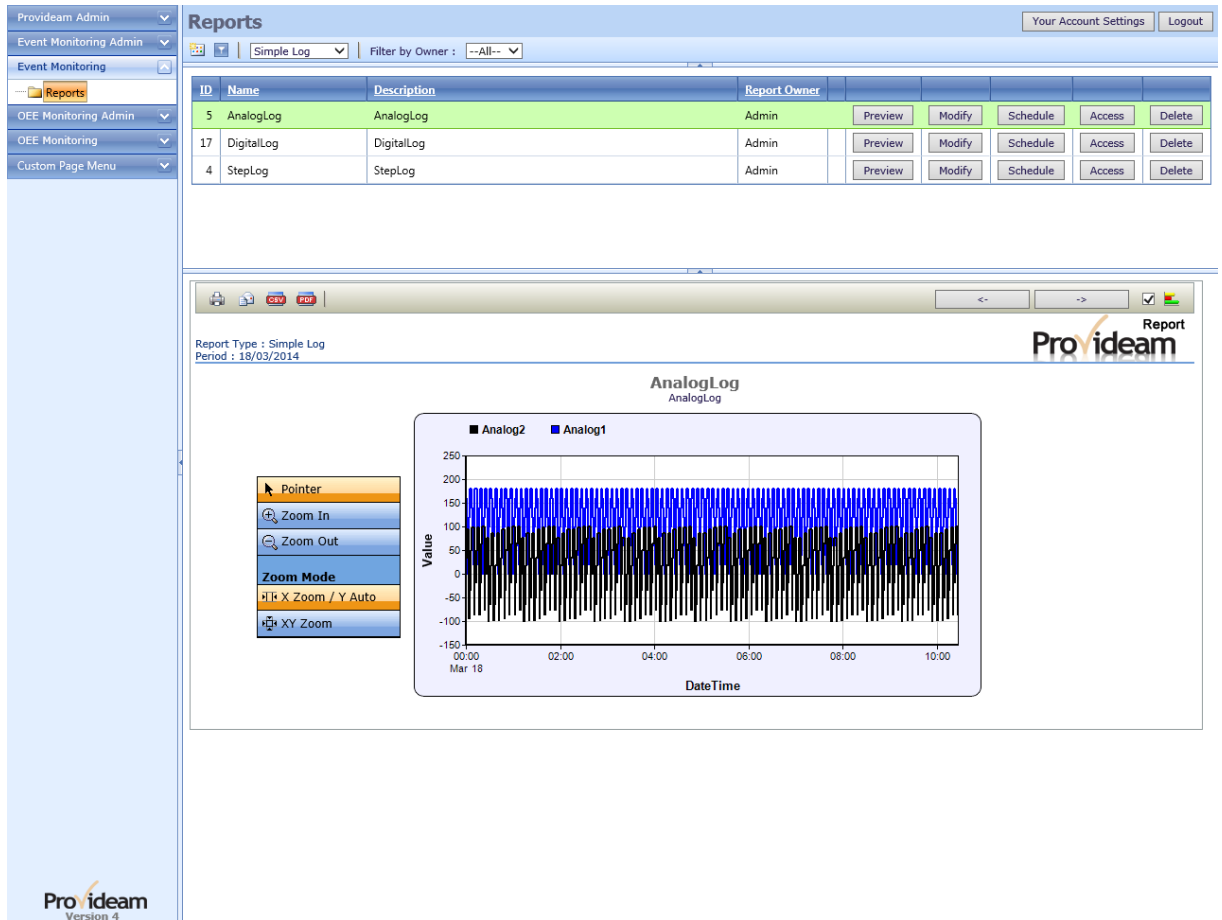 Provideam Admin
Event Monitoring Admin
Event Monitoring
Reports
OEE Monitoring Admin
OEE Monitoring
Custom Page Menu
Provideam
Version 4
Reports
Your Account Settings Logout
Simple Log Filter by Owner : --All--
ID Name Description Report Owner
5 AnalogLog AnalogLog Admin Preview Modify Schedule Access Delete
17 DigitalLog DigitalLog Admin Preview Modify Schedule Access Delete
4 StepLog StepLog Admin Preview Modify Schedule Access Delete
CSV PDF <- ->
Report
Provideam
Report Type : Simple Log
Period : 18/03/2014
AnalogLog
AnalogLog
Pointer
Zoom In
Zoom Out
Zoom Mode
X Zoom / Y Auto
XY Zoom
Analog2 Analog1
Value
250
200
150
100
50
0
-50
-100
-150
00:00 02:00 04:00 06:00 08:00 10:00
Mar 18
DateTime